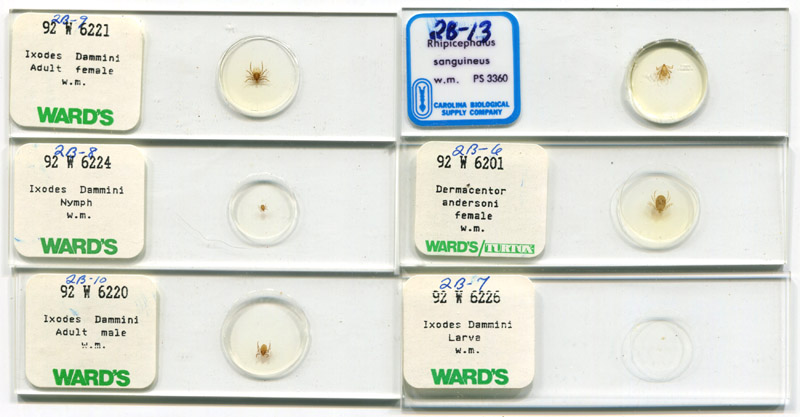 2B-9
92 W 6221
Ixodes Dammini
Adult female
w.m.
WARD'S
2B-13
Rhipicephalus
sanguineus
w.m. PS 3360
CAROLINA BIOLOGICAL
SUPPLY COMPANY
2B-8
92 W 6224
Ixodes Dammini
Nymph
w.m.
WARD'S
2B-6
92 W 6201
Dermacentor
andersoni
female
w.m.
WARD'S/TURTOX
2B-10
92 W 6220
Ixodes Dammini
Adult male
w.m.
WARD'S
2B-7
92 W 6226
Ixodes Dammini
Larva
w.m.
WARD'S